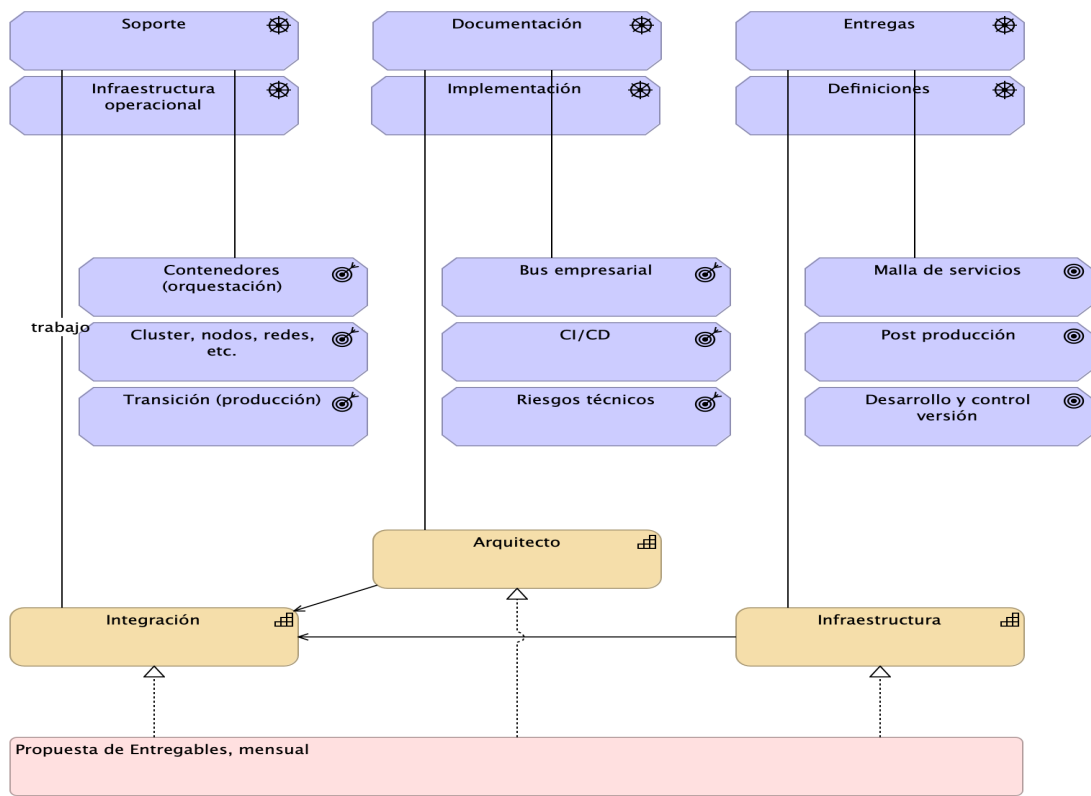 Soporte
Documentación
Entregas
Infraestructura
operacional
Implementación
Definiciones
Contenedores
(orquestación)
Bus empresarial
Malla de servicios
trabajo
Cluster, nodos, redes,
etc.
CI/CD
Post producción
Transición (producción)
Riesgos técnicos
Desarrollo y control
versión
Arquitecto
Integración
Infraestructura
Propuesta de Entregables, mensual